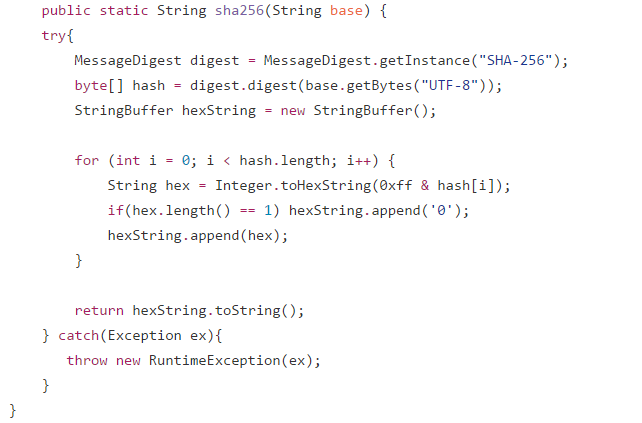 public static String sha256(String base) {
try{
MessageDigest digest = MessageDigest.getInstance("SHA-256");
byte[] hash = digest.digest(base.getBytes("UTF-8"));
StringBuffer hexString = new StringBuffer();
for (int i = 0; i < hash.length; i++) {
String hex = Integer.toHexString(0xff & hash[i]);
if(hex.length() == 1) hexString.append('0');
hexString.append(hex);
}
return hexString.toString();
} catch(Exception ex){
throw new RuntimeException(ex);
}
}